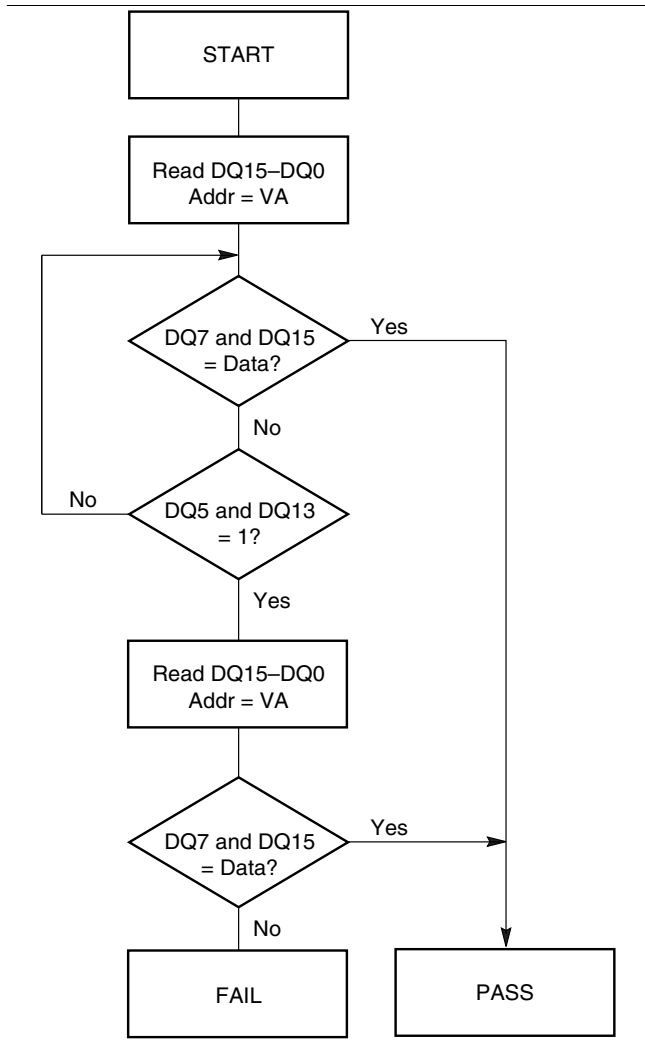 START
Read DQ15–DQ0
Addr = VA
DQ7 and DQ15
= Data?
Yes
No
DQ5 and DQ13
= 1?
No
Yes
Read DQ15–DQ0
Addr = VA
DQ7 and DQ15
= Data?
Yes
No
FAIL
PASS